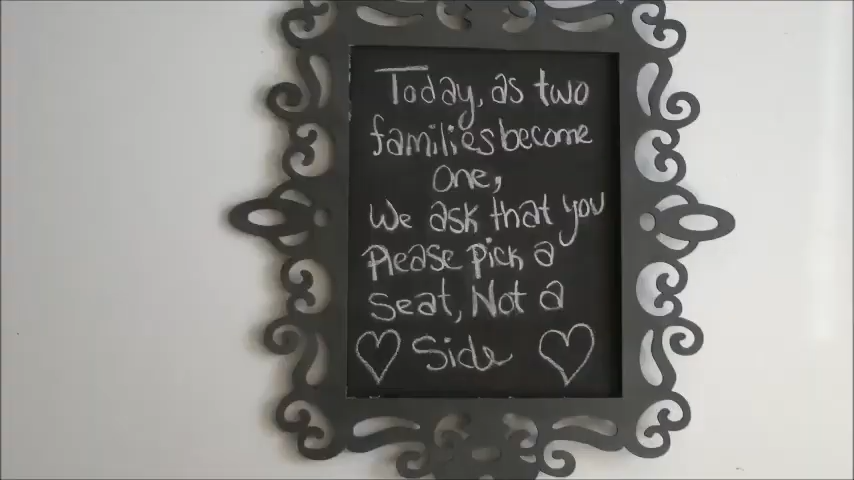 Today, as two
families become
one,
We ask that you
Please pick a
seat, Not a
Side